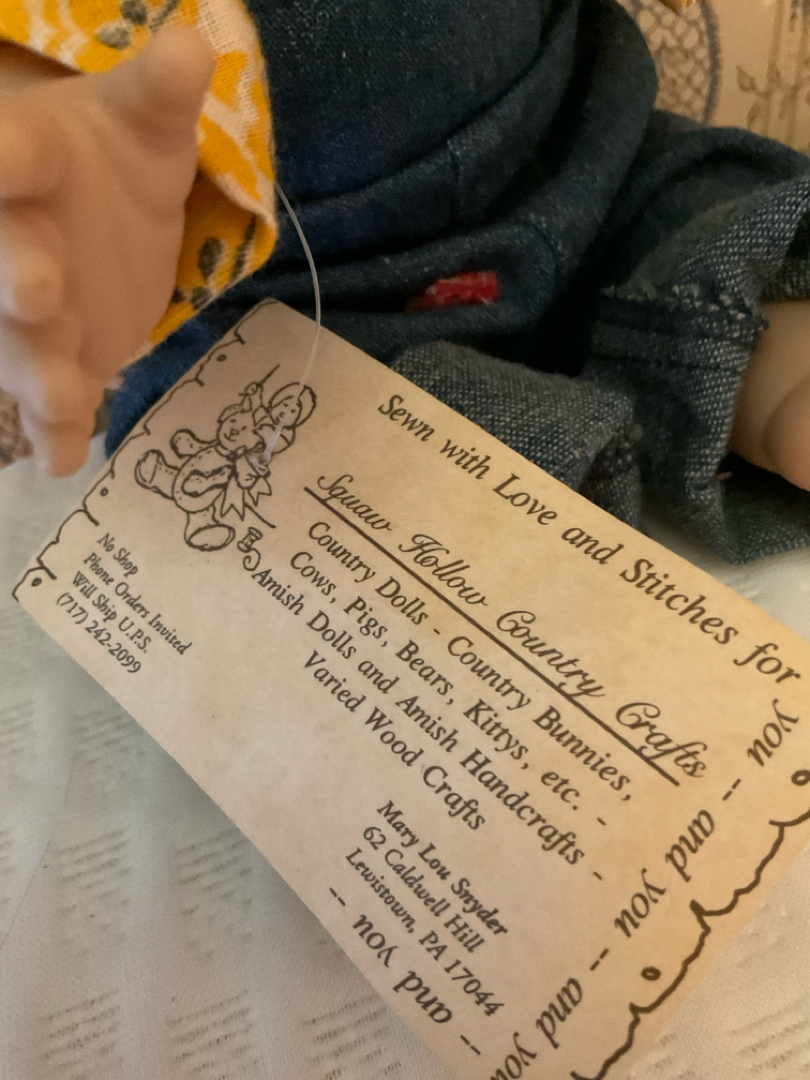 Sewn with Love and Stitches for
you -- and you -- and you
-- and you --
Squaw Hollow Country Crafts
Country Dolls - Country Bunnies,
Cows, Pigs, Bears, Kittys, etc. -
Amish Dolls and Amish Handcrafts -
Varied Wood Crafts
No Shop
Phone Orders Invited
Will Ship U.P.S.
(717) 242-2099
Mary Lou Snyder
62 Caldwell Hill
Lewistown, PA 17044